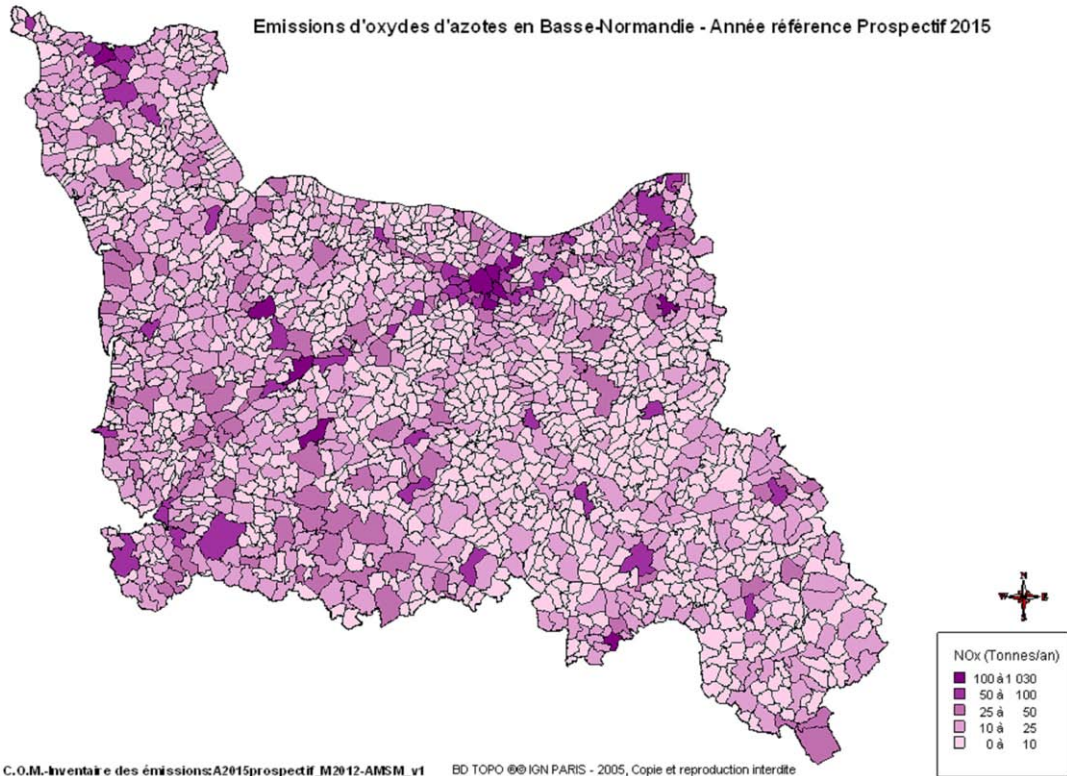 Emissions d'oxydes d'azotes en Basse-Normandie - Année référence Prospectif 2015
N
W E
S
NOx (Tonnes/an)
100 à 1 030
50 à 100
25 à 50
10 à 25
0 à 10
C.O.M.-Inventaire des émissions:A2015prospectif_M2012-AMSM_v1 BD TOPO ®© IGN PARIS - 2005, Copie et reproduction interdite